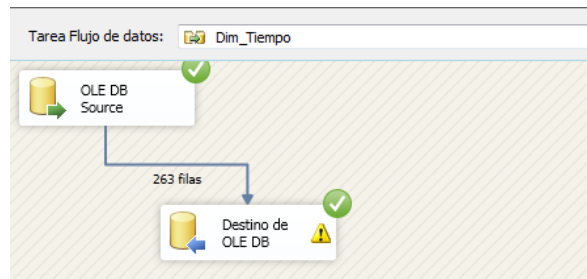 Tarea Flujo de datos: Dim_Tiempo
OLE DB
Source
263 filas
Destino de
OLE DB